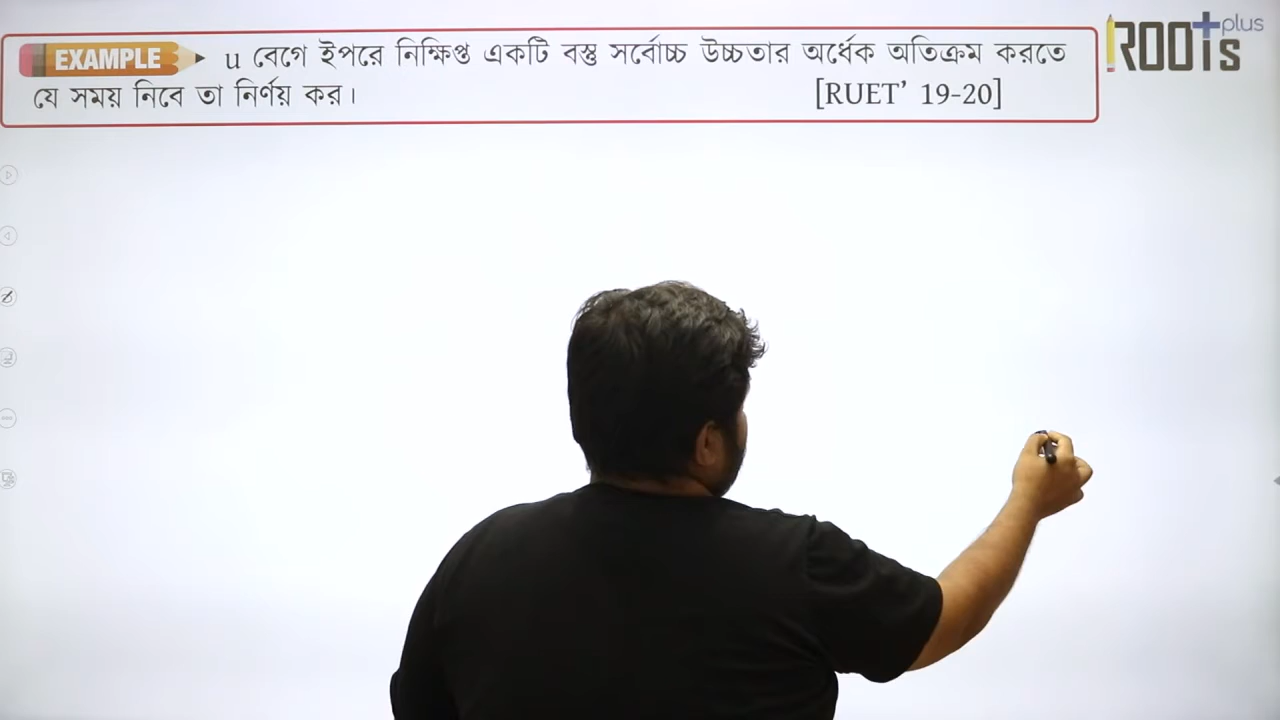 EXAMPLE u বেগে ইপরে নিক্ষিপ্ত একটি বস্তু সর্বোচ্চ উচ্চতার অর্ধেক অতিক্রম করতে
যে সময় নিবে তা নির্ণয় কর। [RUET’ 19-20]
ROOTs plus